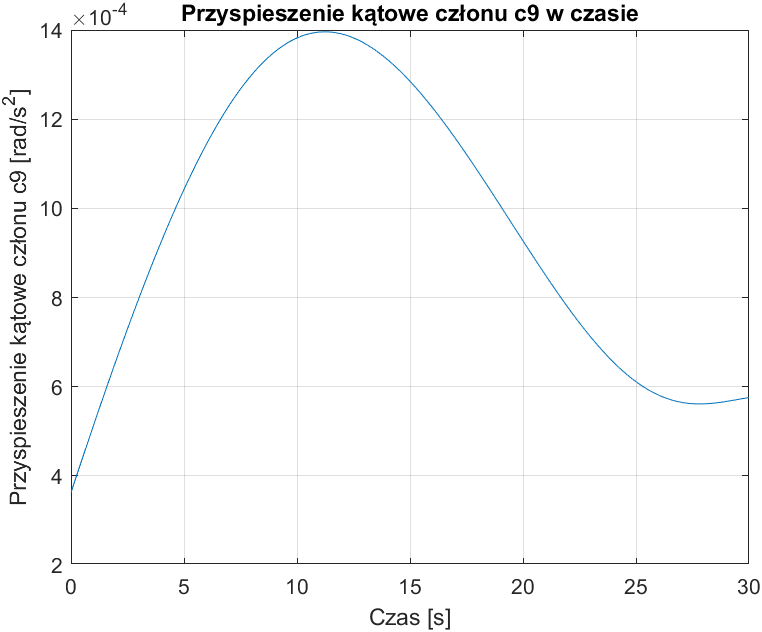 Przyspieszenie kątowe członu c9 w czasie
×10⁻⁴
Przyspieszenie kątowe członu c9 [rad/s²]
14
12
10
8
6
4
2
0 5 10 15 20 25 30
Czas [s]